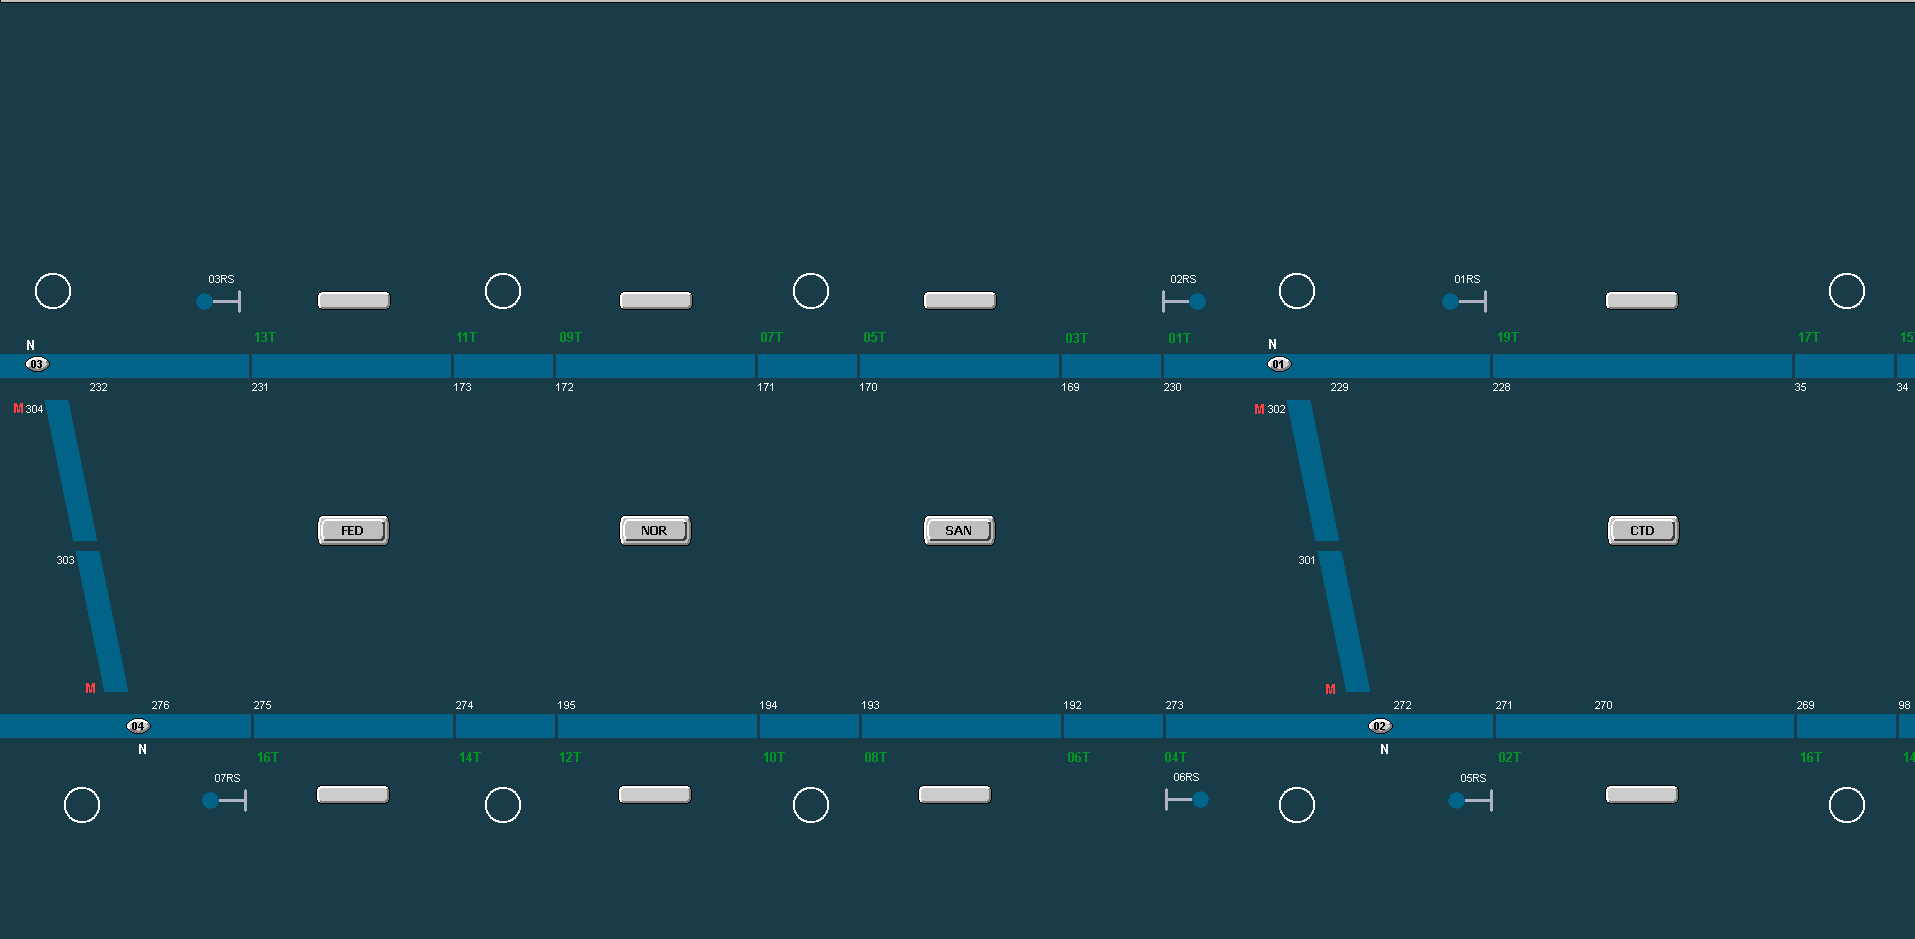 03RS 02RS 01RS
13T 11T 09T 07T 05T 03T 01T 19T 17T 15
N N
03 01
232 231 173 172 171 170 169 230 229 228 35 34
M 304 M 302
FED NOR SAN CTD
303 301
M M
276 275 274 195 194 193 192 273 272 271 270 269 98
04 02
N N
16T 14T 12T 10T 08T 06T 04T 02T 16T 14
07RS 06RS 05RS